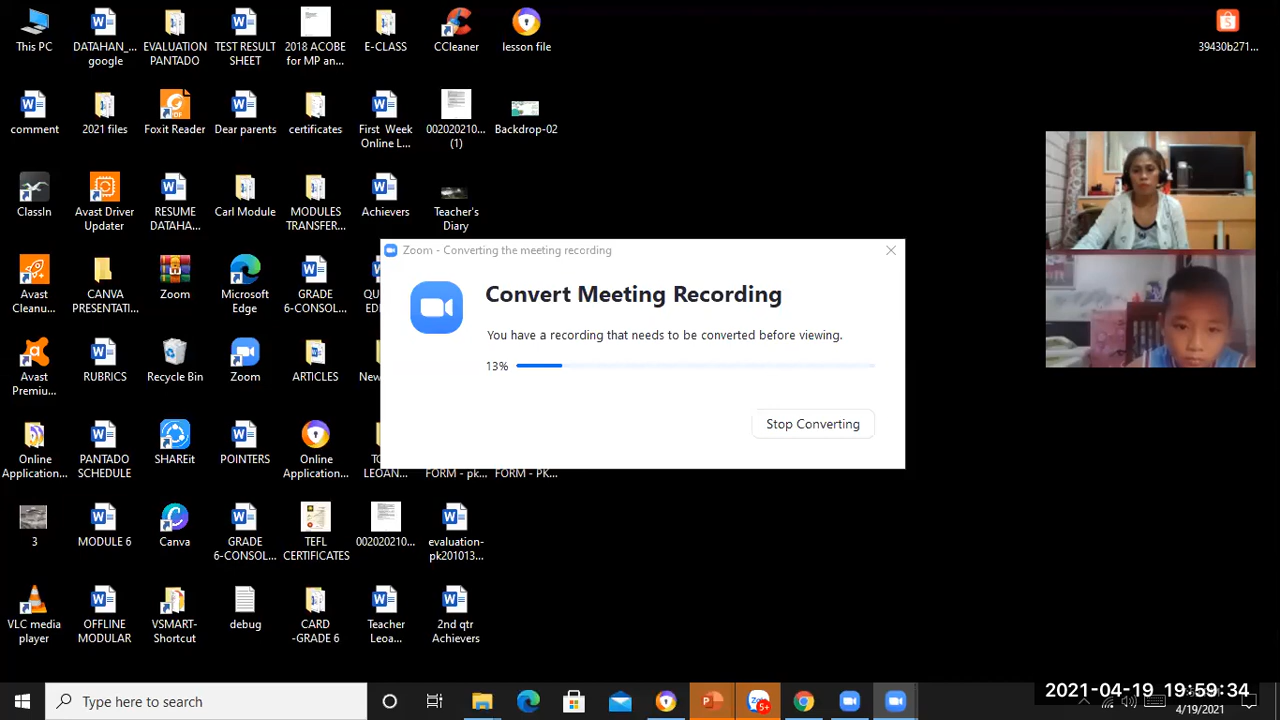 This PC
DATAHAN_...
google
EVALUATION
PANTADO
TEST RESULT
SHEET
2018 ACOBE
for MP an...
E-CLASS
CCleaner
lesson file
39430b271...
comment
2021 files
Foxit Reader
Dear parents
certificates
First Week
Online L...
002020210...
(1)
Backdrop-02
ClassIn
Avast Driver
Updater
RESUME
DATAHA...
Carl Module
MODULES
TRANSFER...
Achievers
Teacher's
Diary
Zoom - Converting the meeting recording
Convert Meeting Recording
You have a recording that needs to be converted before viewing.
13%
Stop Converting
Avast
Cleanu...
CANVA
PRESENTATI...
Zoom
Microsoft
Edge
GRADE
6-CONSOL...
QU
ED
Avast
Premiu...
RUBRICS
Recycle Bin
Zoom
ARTICLES
New
Online
Application...
PANTADO
SCHEDULE
SHAREit
POINTERS
Online
Application...
TO
LEOAN...
FORM - pk...
FORM - PK...
3
MODULE 6
Canva
GRADE
6-CONSOL...
TEFL
CERTIFICATES
002020210...
evaluation-
pk201013...
VLC media
player
OFFLINE
MODULAR
VSMART-
Shortcut
debug
CARD
-GRADE 6
Teacher
Leoa...
2nd qtr
Achievers
Type here to search
2021-04-19 19:59:34
4/19/2021